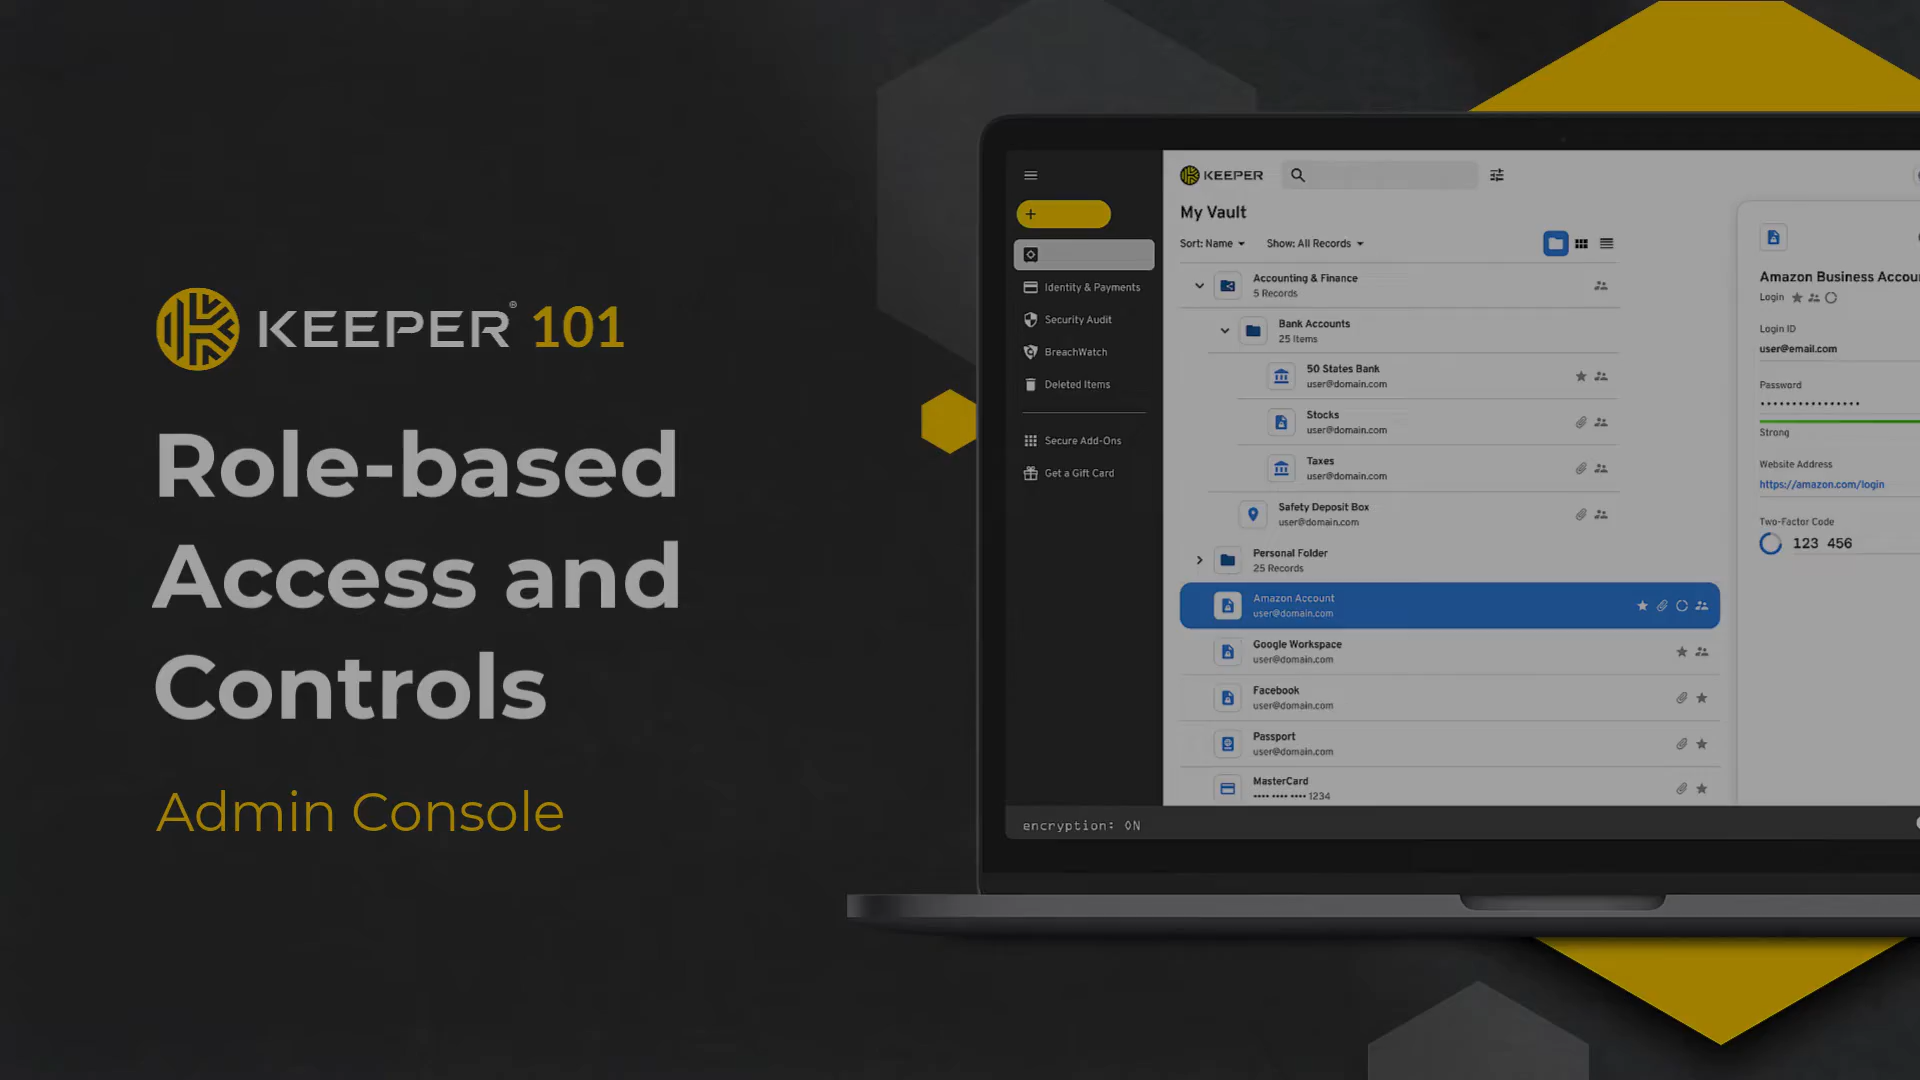 KEEPER® 101
Role-based
Access and
Controls
Admin Console
Identity & Payments
Security Audit
BreachWatch
Deleted Items
Secure Add-Ons
Get a Gift Card
encryption: ON
KEEPER
My Vault
Sort: Name
Show: All Records
Accounting & Finance
5 Records
Bank Accounts
25 Items
50 States Bank
user@domain.com
Stocks
user@domain.com
Taxes
user@domain.com
Safety Deposit Box
user@domain.com
Personal Folder
25 Records
Amazon Account
user@domain.com
Google Workspace
user@domain.com
Facebook
user@domain.com
Passport
user@domain.com
MasterCard
•••• •••• •••• 1234
Amazon Business Accou
Login
Login ID
user@email.com
Password
••••••••••••••••
Strong
Website Address
https://amazon.com/login
Two-Factor Code
123 456